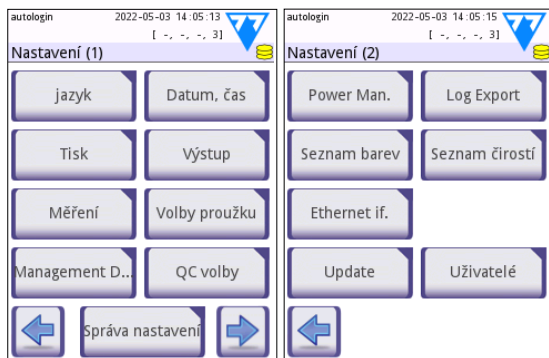 autologin 2022-05-03 14:05:13
[ -, -, -, 3]
Nastavení (1)
jazyk Datum, čas
Tisk Výstup
Měření Volby proužku
Management D... QC volby
Správa nastavení
autologin 2022-05-03 14:05:15
[ -, -, -, 3]
Nastavení (2)
Power Man. Log Export
Seznam barev Seznam čirostí
Ethernet if.
Update Uživatelé